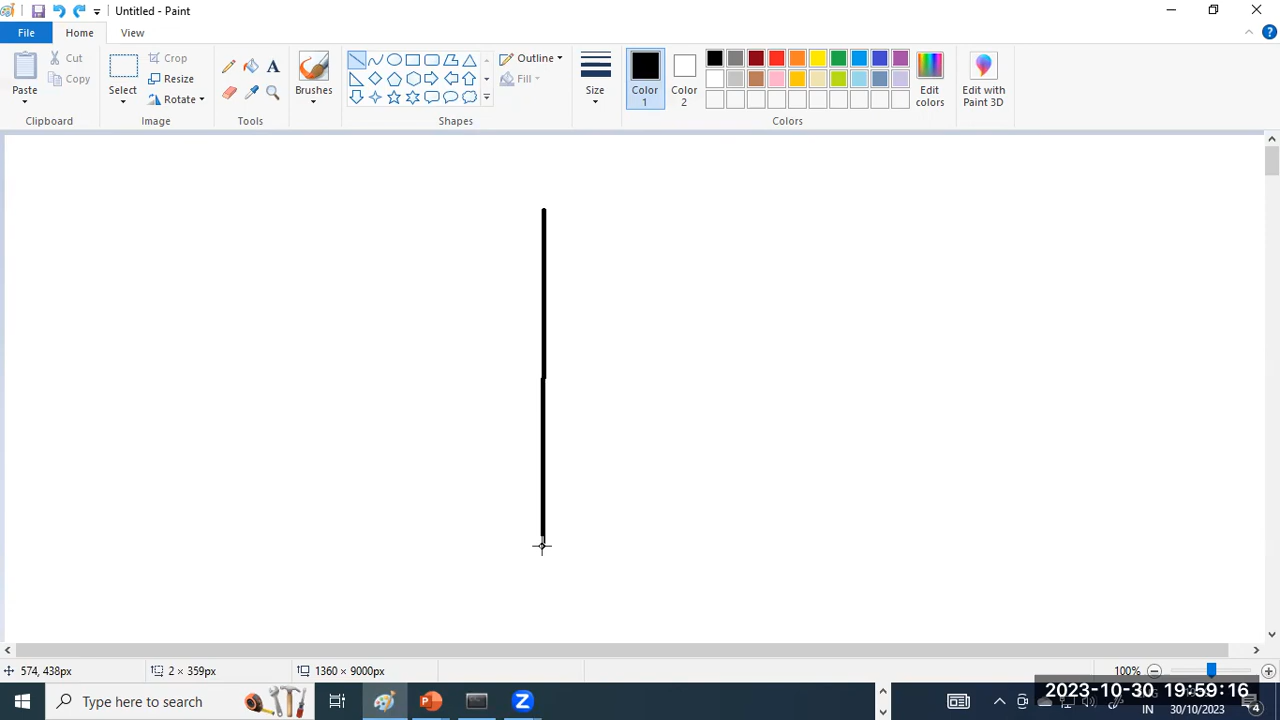 Untitled - Paint
File Home View
Paste
Cut
Copy
Clipboard
Select
Crop
Resize
Rotate
Image
Tools
Brushes
Shapes
Outline
Fill
Size
Color 1
Color 2
Colors
Edit colors
Edit with Paint 3D
574, 438px
2 × 359px
1360 × 9000px
100%
Type here to search
2023-10-30 19:59:16
IN
30/10/2023
4